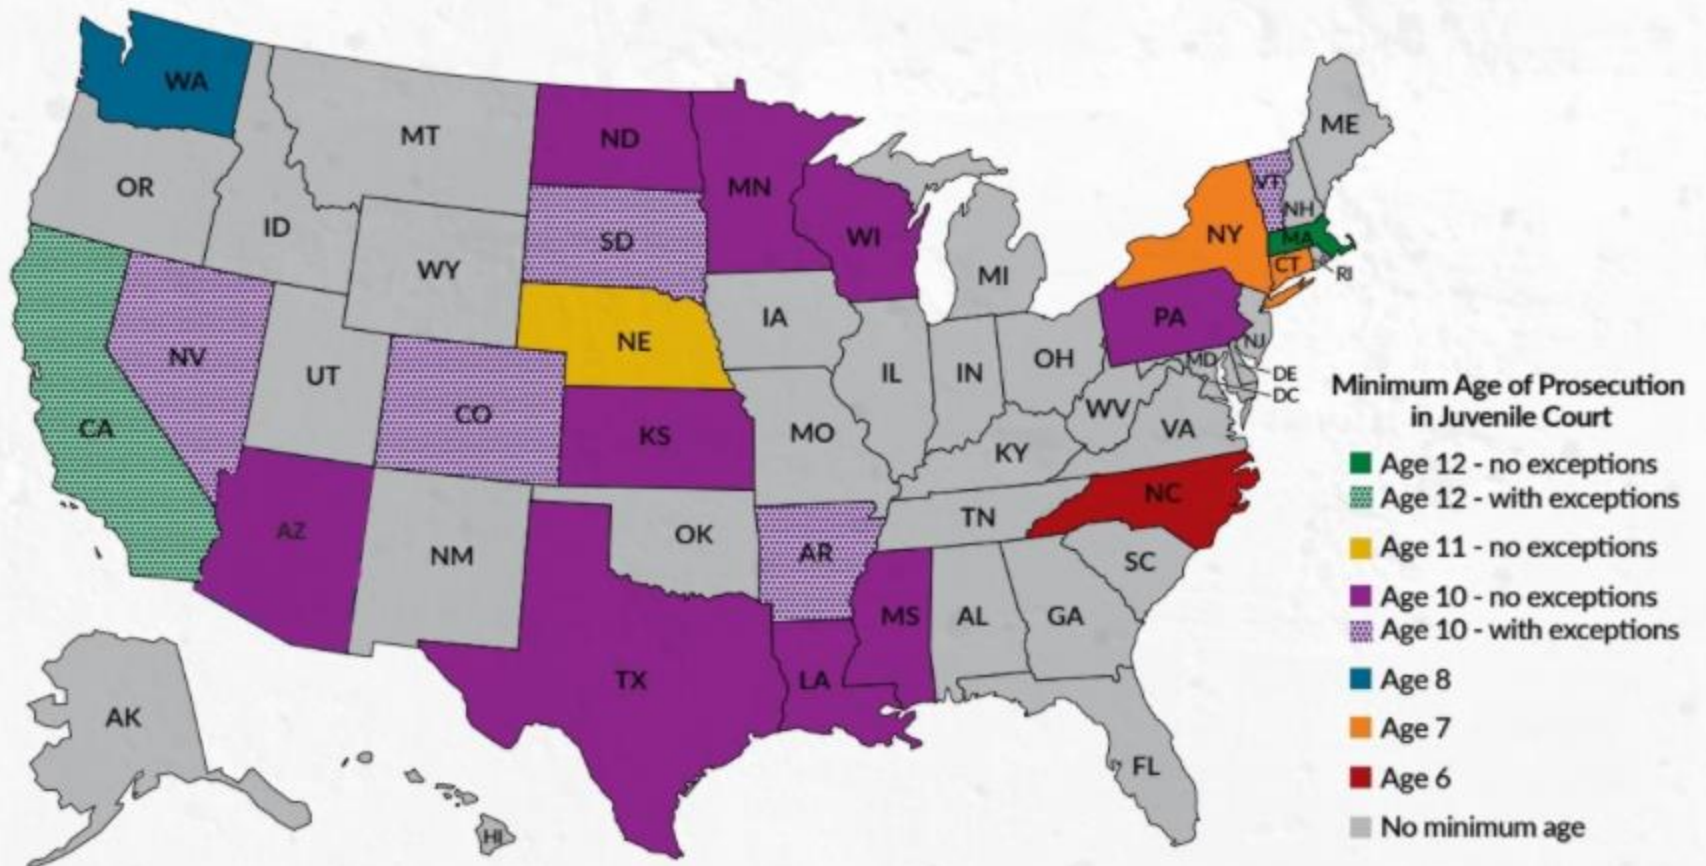 WA
MT
ND
MN
OR
ID
WY
SD
WI
MI
ME
VT
NH
NY
MA
CT
RI
CA
NV
UT
CO
NE
IA
IL
IN
OH
PA
NJ
MD
DE
DC
KS
MO
WV
VA
KY
AZ
NM
OK
AR
TN
NC
SC
TX
LA
MS
AL
GA
FL
AK
HI
Minimum Age of Prosecution
in Juvenile Court
Age 12 - no exceptions
Age 12 - with exceptions
Age 11 - no exceptions
Age 10 - no exceptions
Age 10 - with exceptions
Age 8
Age 7
Age 6
No minimum age